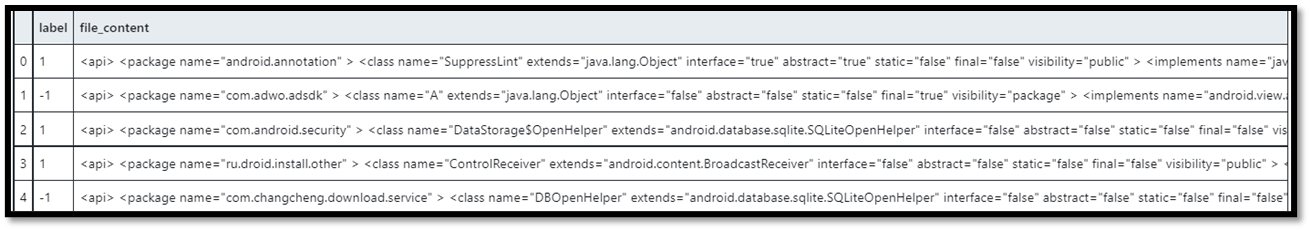 label file_content
0 1 <api> <package name="android.annotation" > <class name="SuppressLint" extends="java.lang.Object" interface="true" abstract="true" static="false" final="false" visibility="public" > <implements name="jav
1 -1 <api> <package name="com.adwo.adsdk" > <class name="A" extends="java.lang.Object" interface="false" abstract="false" static="false" final="true" visibility="package" > <implements name="android.view.a
2 1 <api> <package name="com.android.security" > <class name="DataStorage$OpenHelper" extends="android.database.sqlite.SQLiteOpenHelper" interface="false" abstract="false" static="false" final="false" vis
3 1 <api> <package name="ru.droid.install.other" > <class name="ControlReceiver" extends="android.content.BroadcastReceiver" interface="false" abstract="false" static="false" final="false" visibility="public" > <
4 -1 <api> <package name="com.changcheng.download.service" > <class name="DBOpenHelper" extends="android.database.sqlite.SQLiteOpenHelper" interface="false" abstract="false" static="false" final="false"